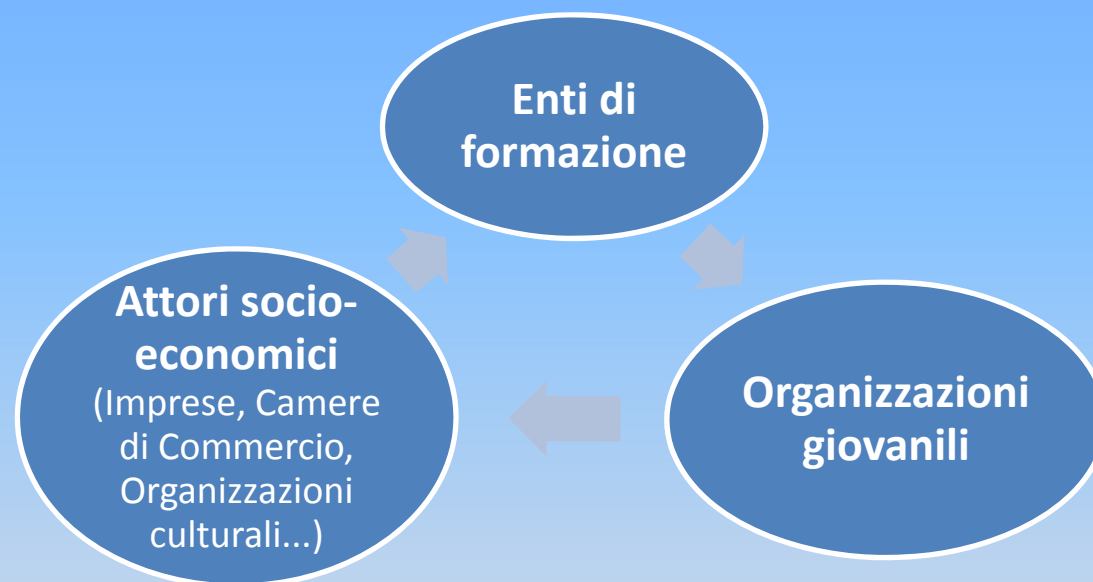 Enti di
formazione
Attori socio-
economici
(Imprese, Camere
di Commercio,
Organizzazioni
culturali...)
Organizzazioni
giovanili